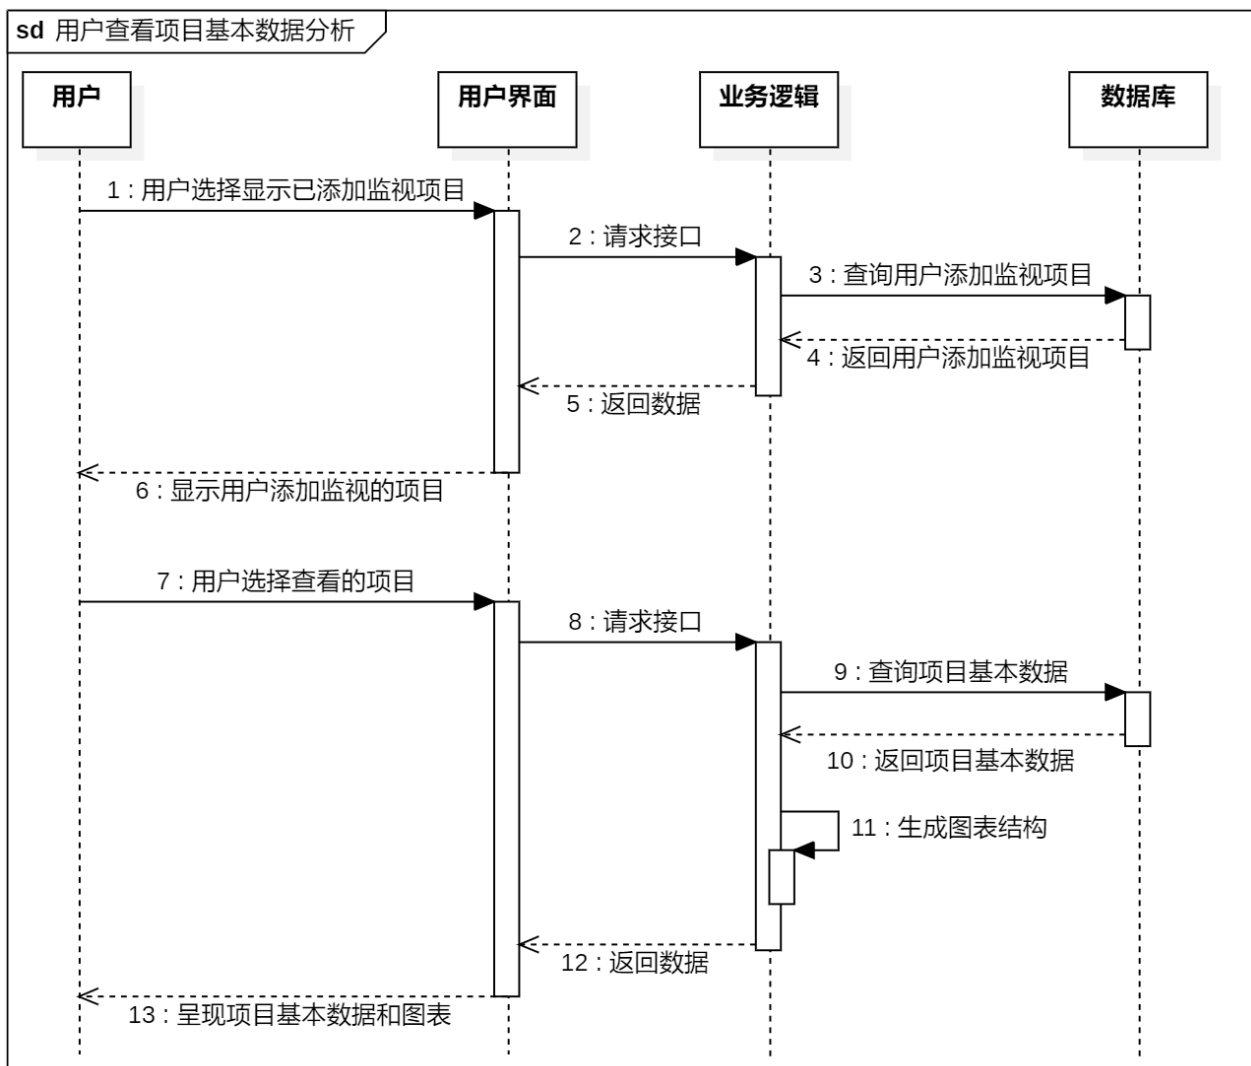 sd 用户查看项目基本数据分析
用户
用户界面
业务逻辑
数据库
1 : 用户选择显示已添加监视项目
2 : 请求接口
3 : 查询用户添加监视项目
4 : 返回用户添加监视项目
5 : 返回数据
6 : 显示用户添加监视的项目
7 : 用户选择查看的项目
8 : 请求接口
9 : 查询项目基本数据
10 : 返回项目基本数据
11 : 生成图表结构
12 : 返回数据
13 : 呈现项目基本数据和图表